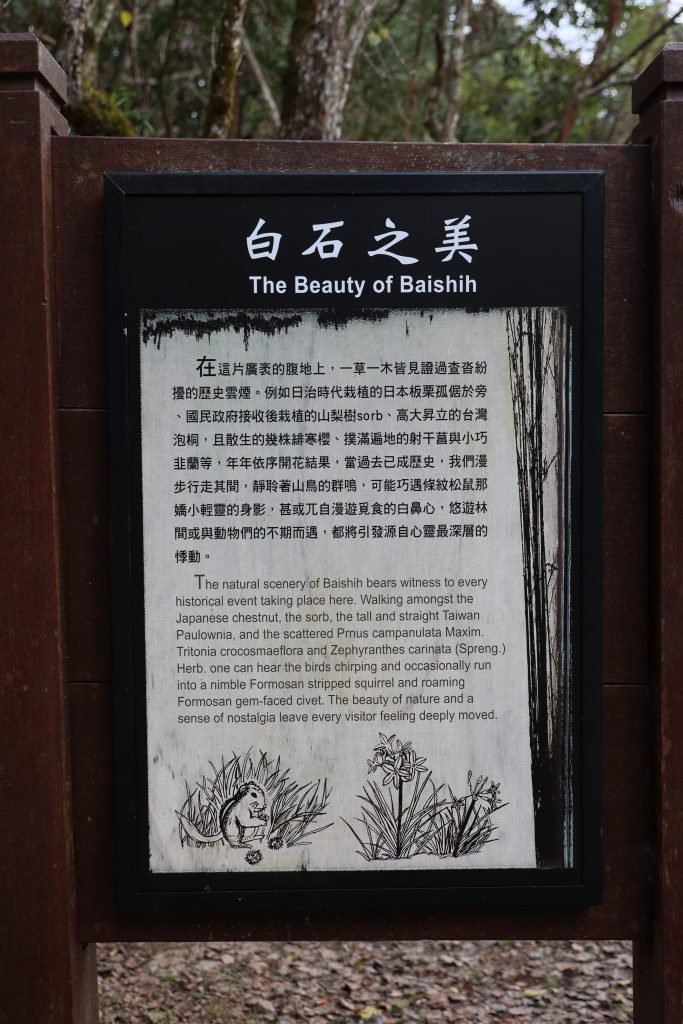 白石之美
The Beauty of Baishih
在這片廣袤的腹地上，一草一木皆見證過查沓紛
擾的歷史雲煙。例如日治時代栽植的日本板栗孤倨於旁
、國民政府接收後栽植的山梨樹sorb、高大昇立的台灣
泡桐，且散生的幾株緋寒櫻、撲滿遍地的射干菖與小巧
韭蘭等，年年依序開花結果，當過去已成歷史，我們漫
步行走其間，靜聆著山鳥的群鳴，可能巧遇條紋松鼠那
嬌小輕靈的身影，甚或兀自漫遊覓食的白鼻心，悠遊林
間或與動物們的不期而遇，都將引發源自心靈最深層的
悸動。
The natural scenery of Baishih bears witness to every
historical event taking place here. Walking amongst the
Japanese chestnut, the sorb, the tall and straight Taiwan
Paulownia, and the scattered Prnus campanulata Maxim.
Tritonia crocosmaeflora and Zephyranthes carinata (Spreng.)
Herb. one can hear the birds chirping and occasionally run
into a nimble Formosan stripped squirrel and roaming
Formosan gem-faced civet. The beauty of nature and a
sense of nostalgia leave every visitor feeling deeply moved.